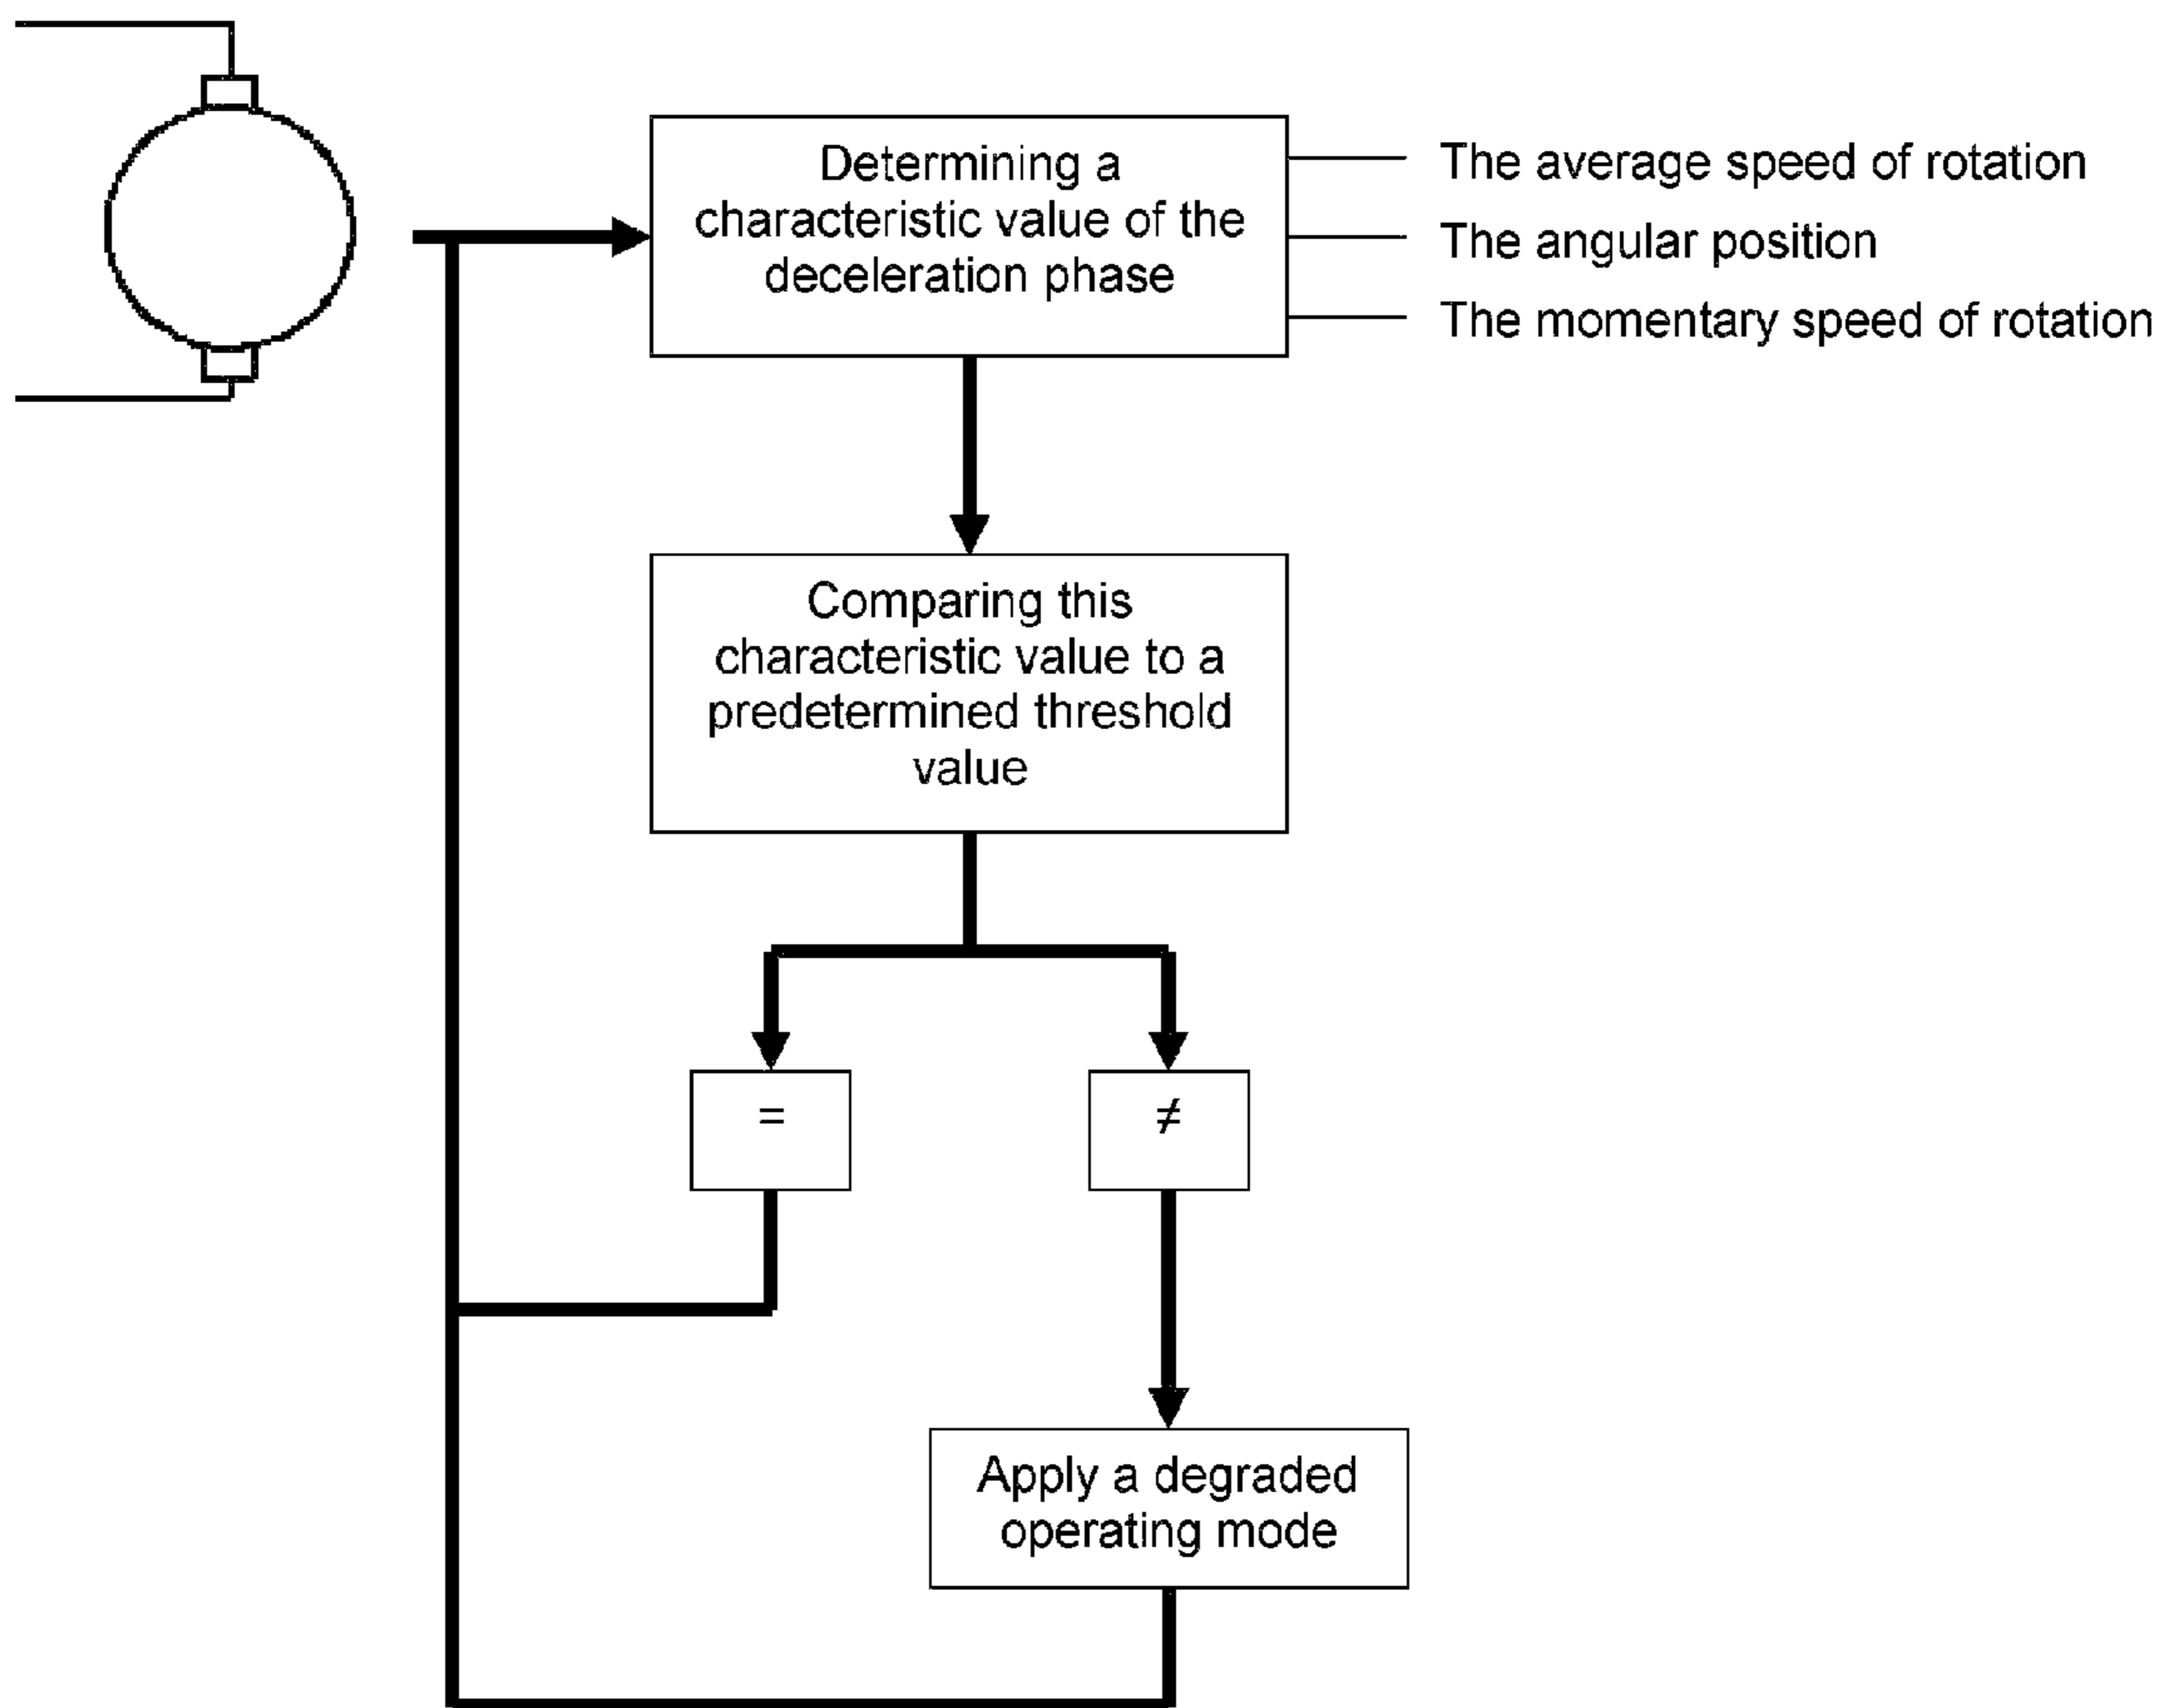 Determining a
characteristic value of the
deceleration phase
The average speed of rotation
The angular position
The momentary speed of rotation
Comparing this
characteristic value to a
predetermined threshold
value
=
≠
Apply a degraded
operating mode